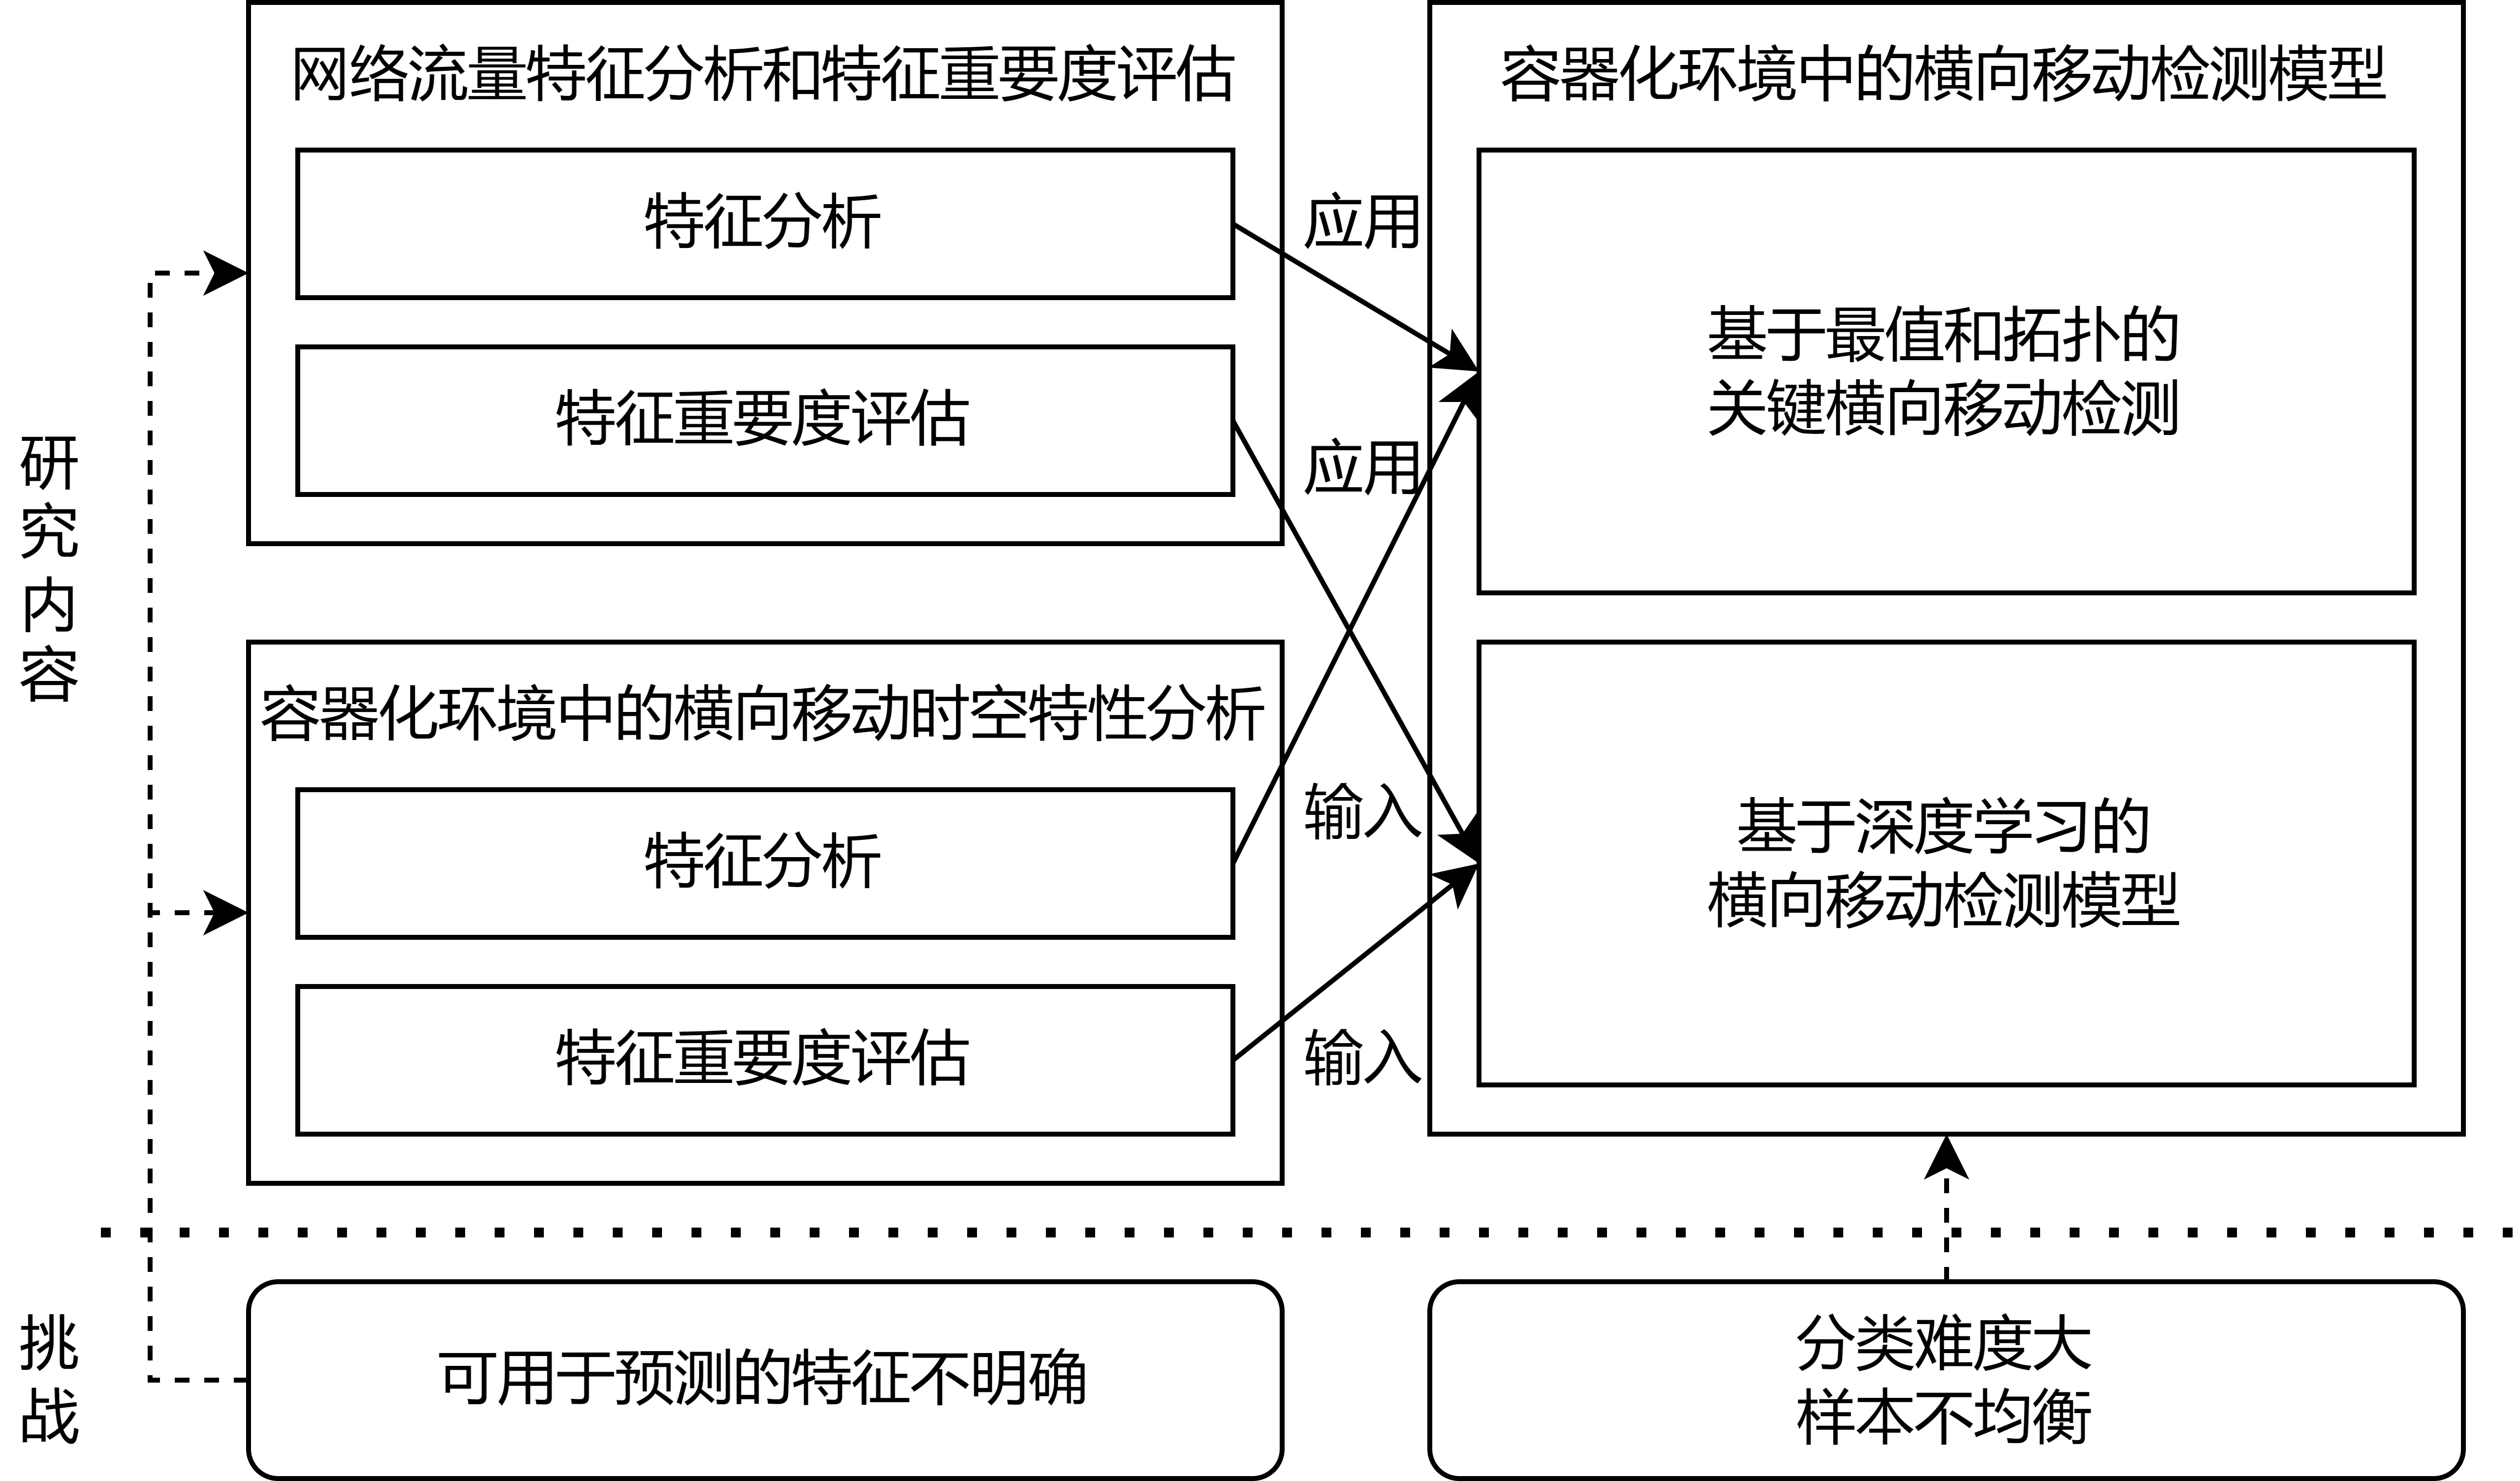 网络流量特征分析和特征重要度评估
特征分析
特征重要度评估
容器化环境中的横向移动时空特性分析
特征分析
特征重要度评估
应用
应用
输入
输入
容器化环境中的横向移动检测模型
基于最值和拓扑的
关键横向移动检测
基于深度学习的
横向移动检测模型
研究内容
挑战
可用于预测的特征不明确
分类难度大
样本不均衡